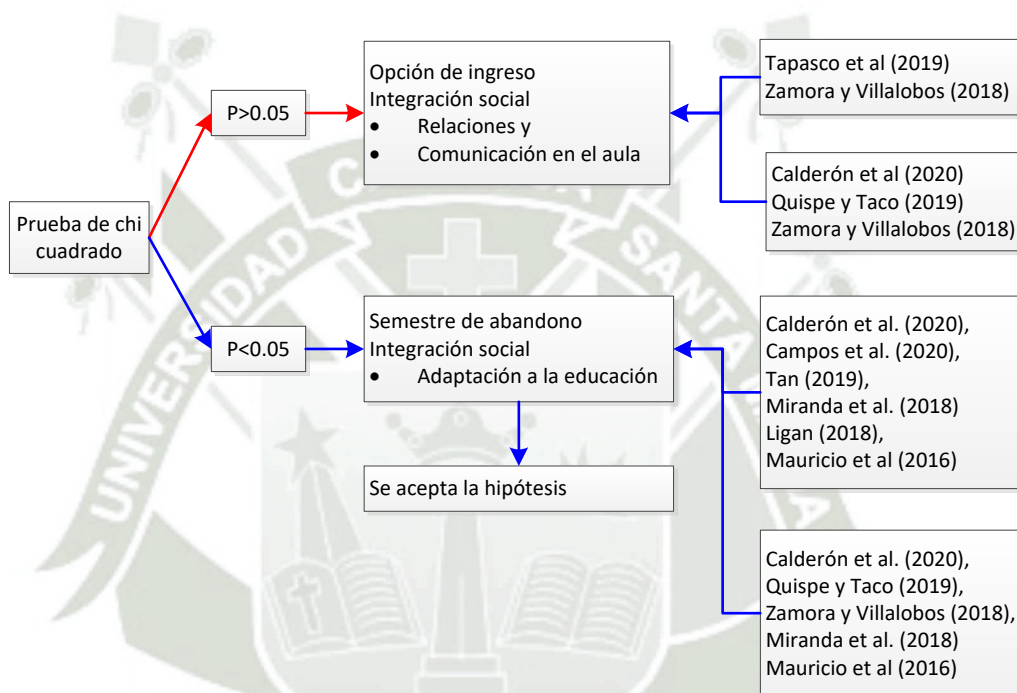 Prueba de chi
cuadrado
P>0.05
Opción de ingreso
Integración social
• Relaciones y
• Comunicación en el aula
Tapasco et al (2019)
Zamora y Villalobos (2018)
Calderón et al (2020)
Quispe y Taco (2019)
Zamora y Villalobos (2018)
P<0.05
Semestre de abandono
Integración social
• Adaptación a la educación
Se acepta la hipótesis
Calderón et al. (2020),
Campos et al. (2020),
Tan (2019),
Miranda et al. (2018)
Ligan (2018),
Mauricio et al (2016)
Calderón et al. (2020),
Quispe y Taco (2019),
Zamora y Villalobos (2018),
Miranda et al. (2018)
Mauricio et al (2016)
UNIVERSIDAD
SANTA